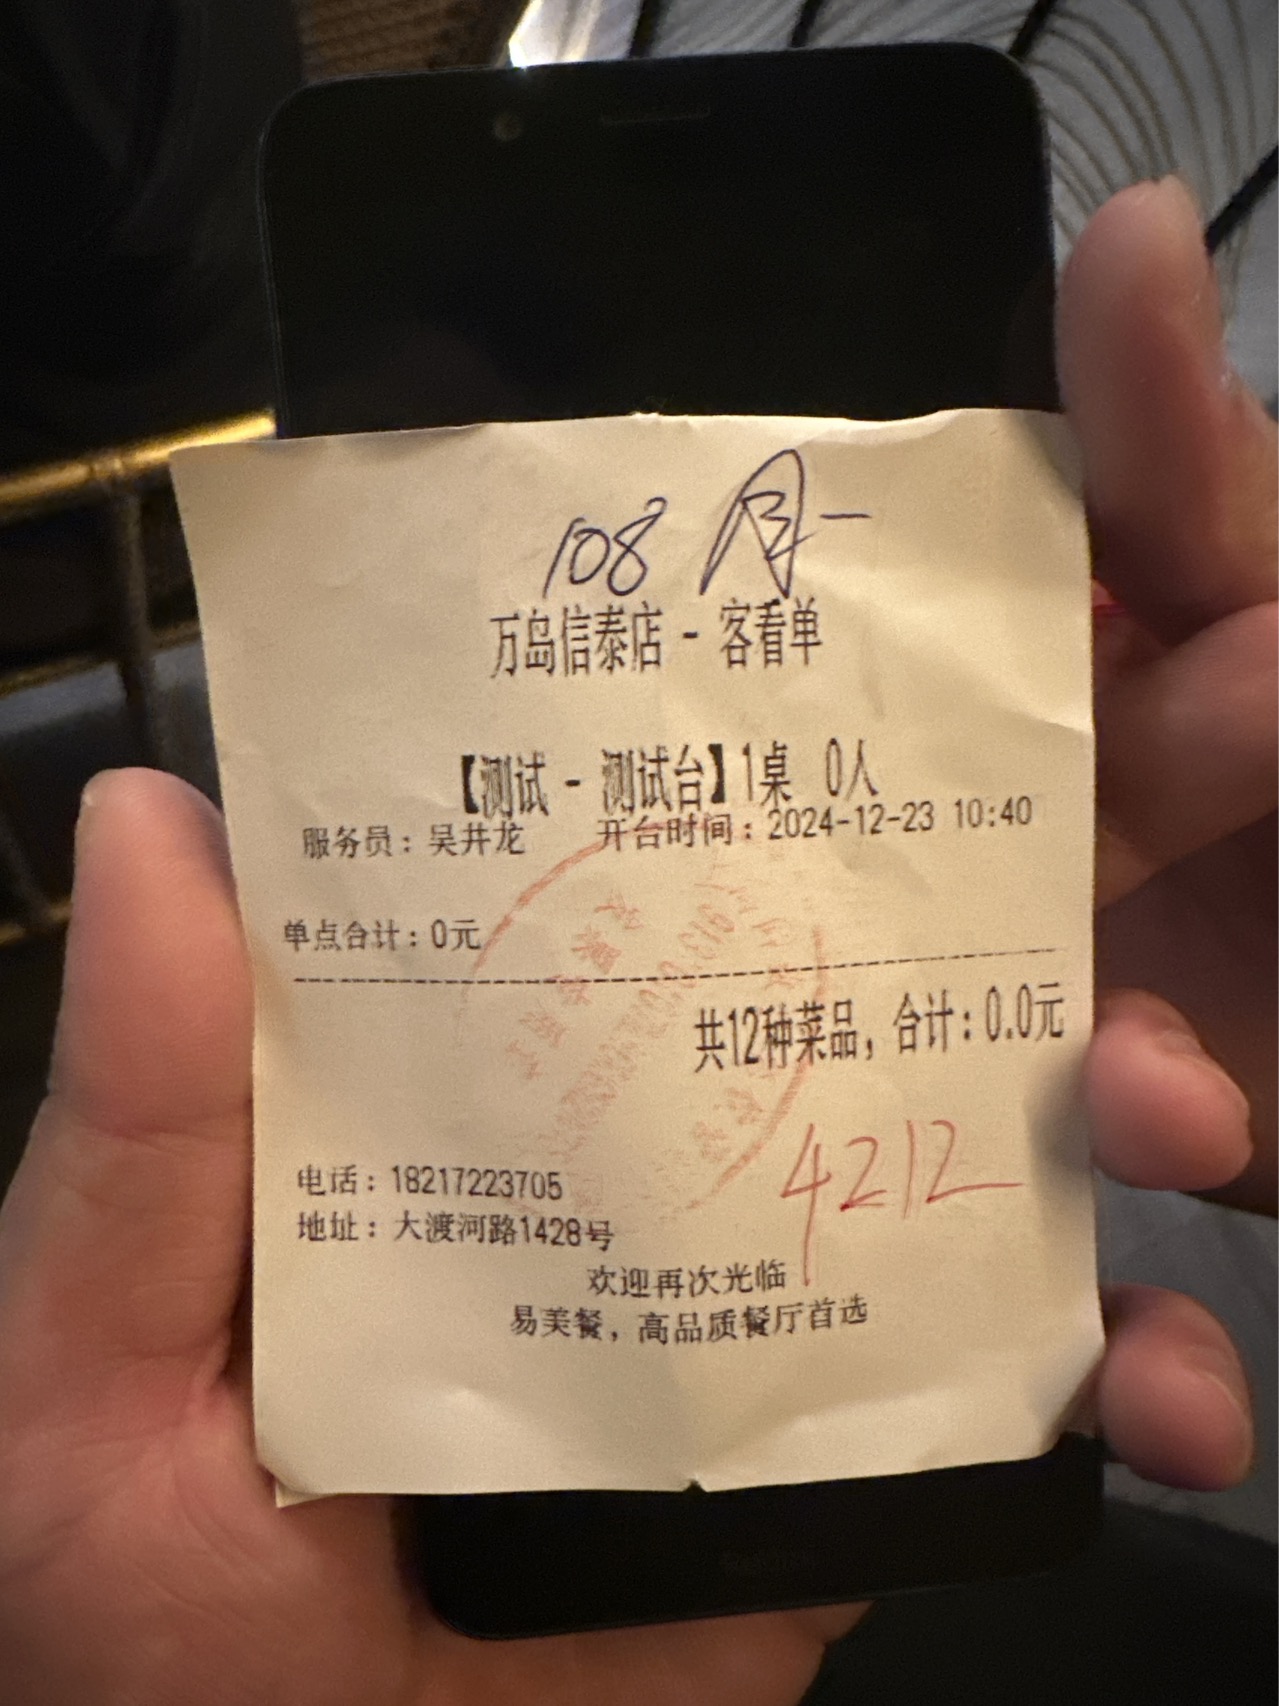 108 月一
万岛信泰店 - 客看单
【测试 - 测试台】1桌 0人
服务员：吴井龙 开台时间：2024-12-23 10:40
单点合计：0元
共12种菜品，合计：0.0元
4212
电话：18217223705
地址：大渡河路1428号
欢迎再次光临
易美餐，高品质餐厅首选